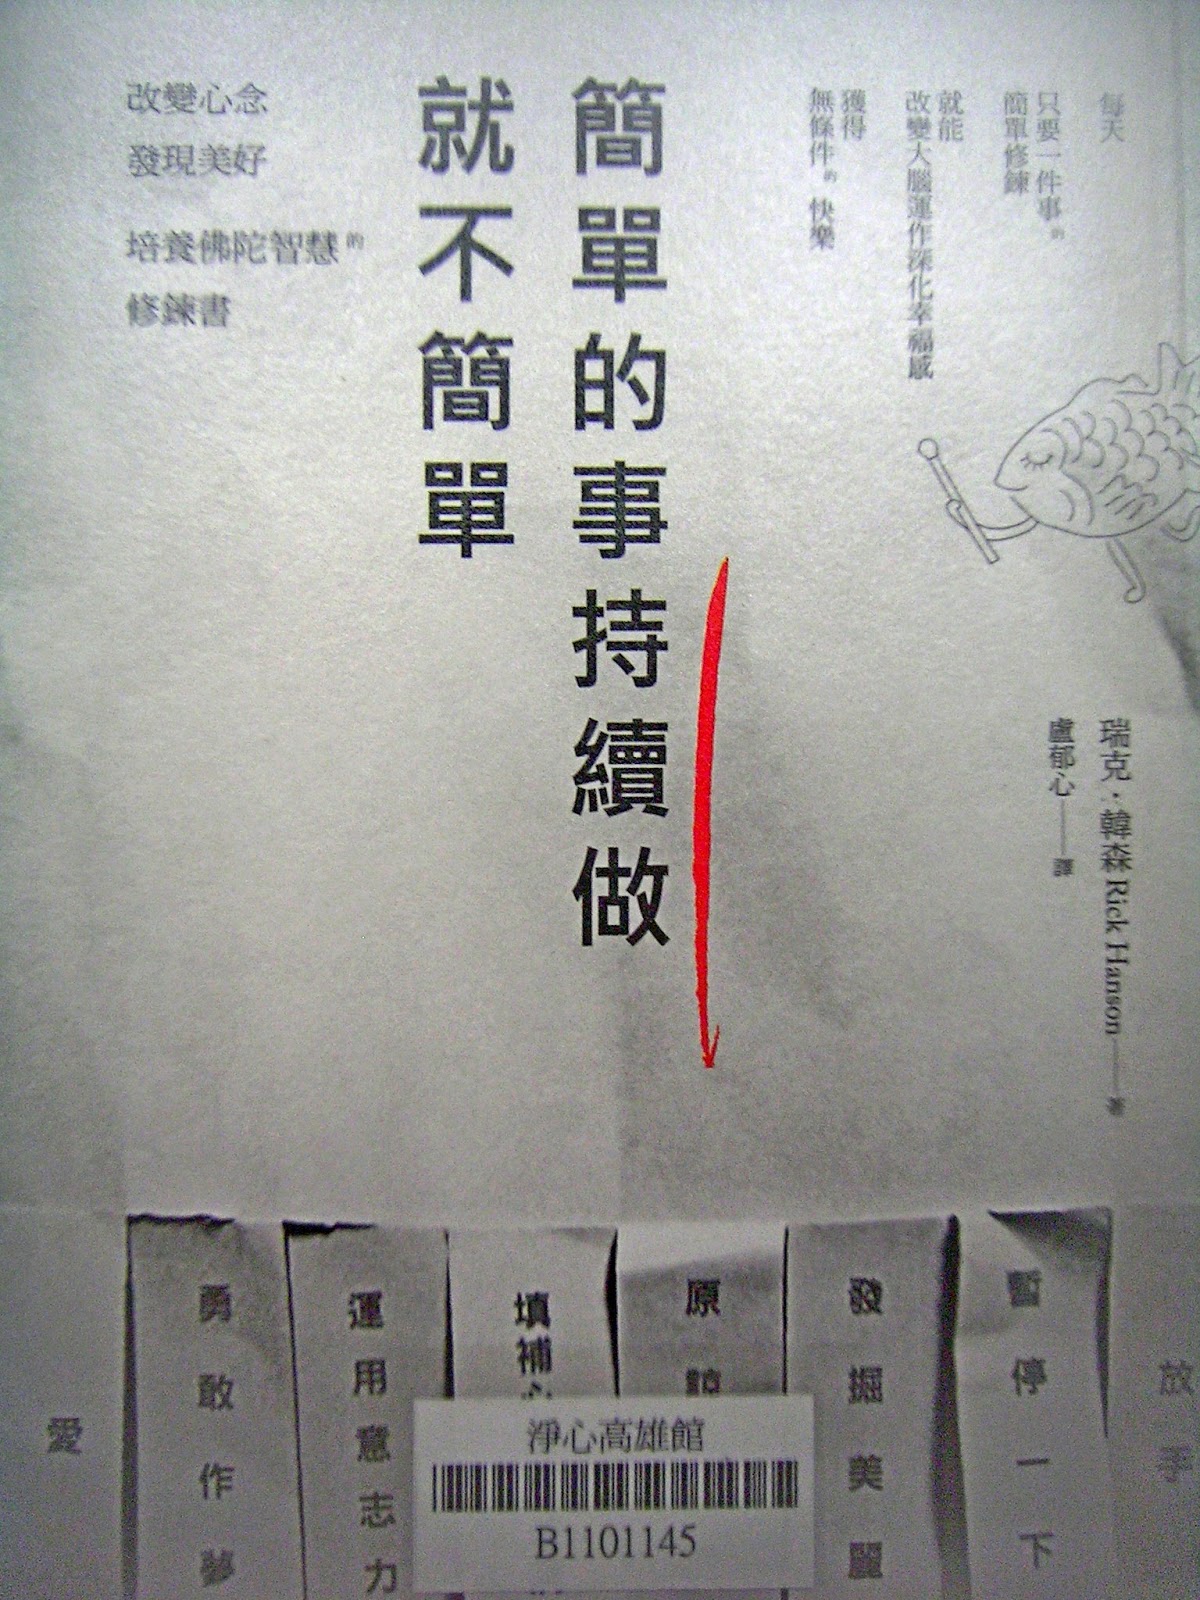 每天
只要一件事的
簡單修鍊
就能
改變大腦運作深化幸福感
獲得
無條件的快樂
簡單的事持續做
就不簡單
改變心念
發現美好
培養佛陀智慧的
修鍊書
瑞克·韓森 Rick Hanson——著
盧郁心——譯
放手
暫停一下
發掘美麗
原諒
填補心
運用意志力
勇敢作夢
愛
淨心高雄館
B1101145